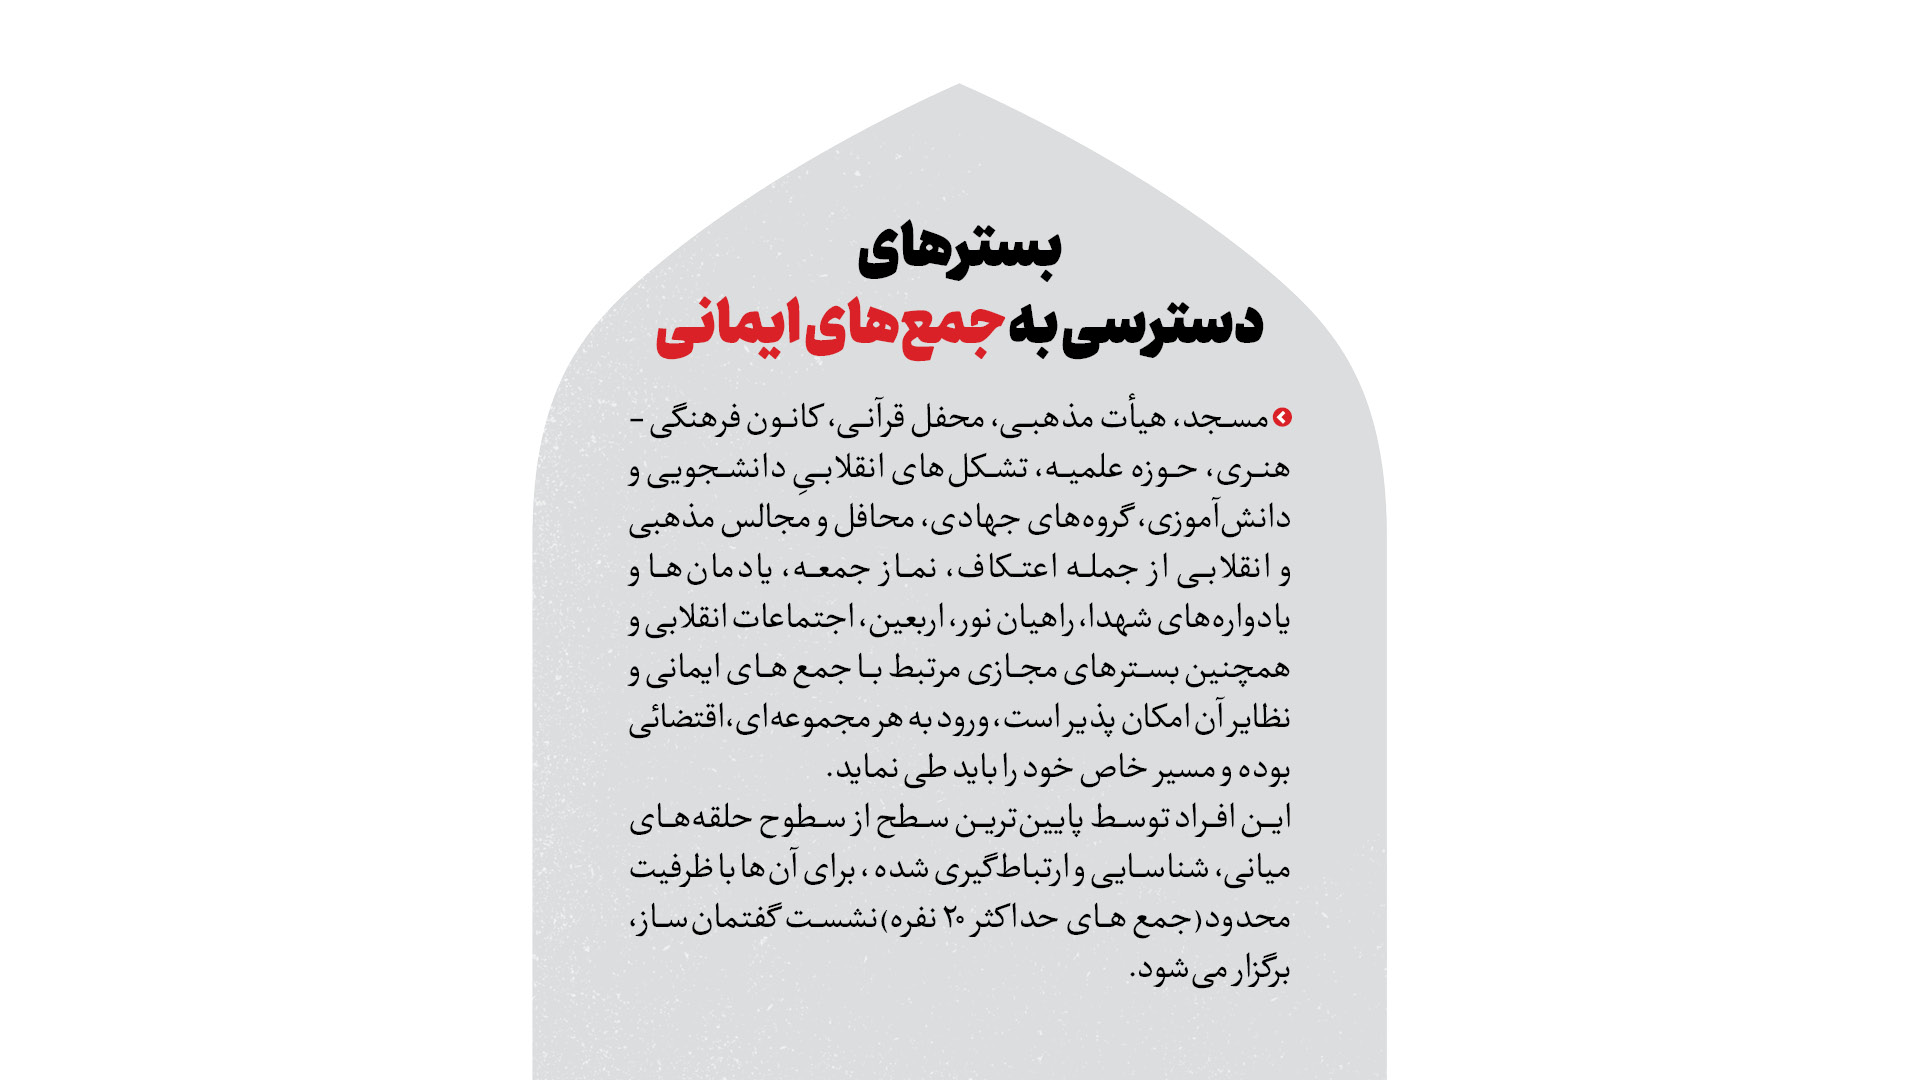 بسترهای
دسترسی به جمع‌های ایمانی
مسجد، هیأت مذهبی، محفل قرآنی، کانون فرهنگی -
هنری، حوزه علمیه، تشکل‌های انقلابیِ دانشجویی و
دانش‌آموزی، گروه‌های جهادی، محافل و مجالس مذهبی
و انقلابی از جمله اعتکاف، نماز جمعه، یادمان‌ها و
یادواره‌های شهدا، راهیان نور، اربعین، اجتماعات انقلابی و
همچنین بسترهای مجازی مرتبط با جمع های ایمانی و
نظایر آن امکان پذیر است، ورود به هر مجموعه‌ای،اقتضائی
بوده و مسیر خاص خود را باید طی نماید.
این افراد توسط پایین‌ترین سطح از سطوح حلقه‌های
میانی، شناسایی و ارتباط‌گیری شده ، برای آن‌ها با ظرفیت
محدود(جمع های حداکثر ۲۰ نفره)نشست گفتمان ساز،
برگزار می‌شود.